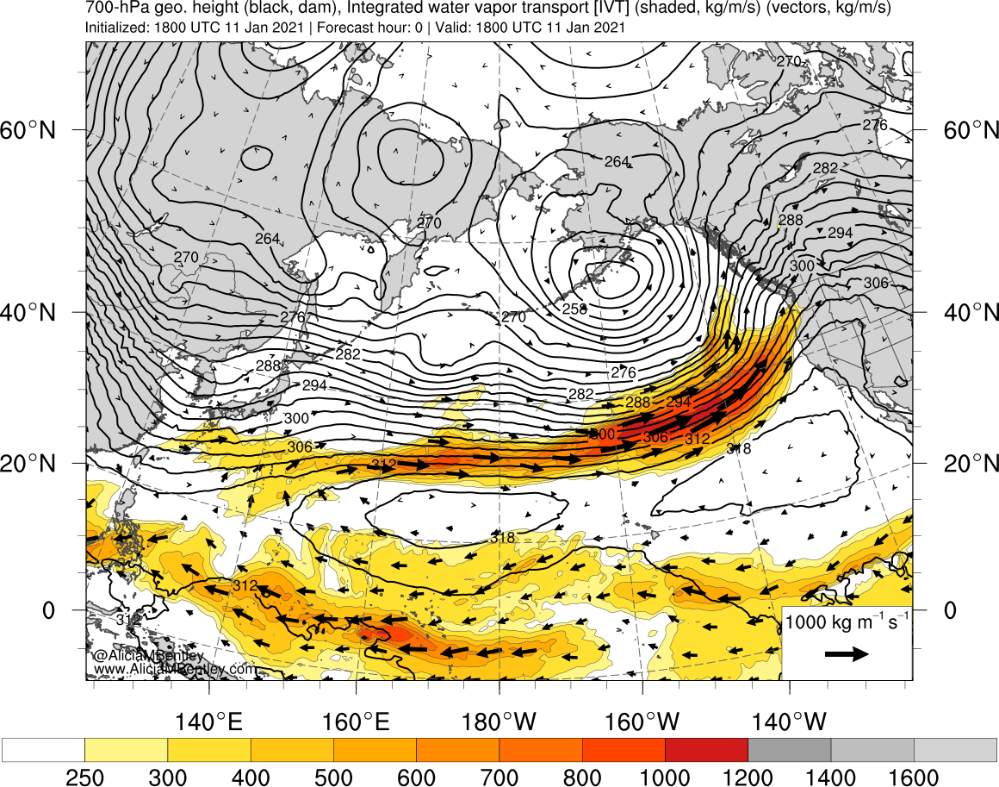 700-hPa geo. height (black, dam), Integrated water vapor transport [IVT] (shaded, kg/m/s) (vectors, kg/m/s)
Initialized: 1800 UTC 11 Jan 2021 | Forecast hour: 0 | Valid: 1800 UTC 11 Jan 2021
270
60°N 276 60°N
264
282
270 288
264 294
270 300
306
258
40°N 276 270 40°N
282
288 276
294 282
288 294
300 300 306 312
306 318
20°N 312 20°N
318
312
0 312 0
1000 kg m⁻¹ s⁻¹
@AliciaMBentley
www.AliciaMBentley.com
140°E 160°E 180°W 160°W 140°W
250 300 400 500 600 700 800 1000 1200 1400 1600